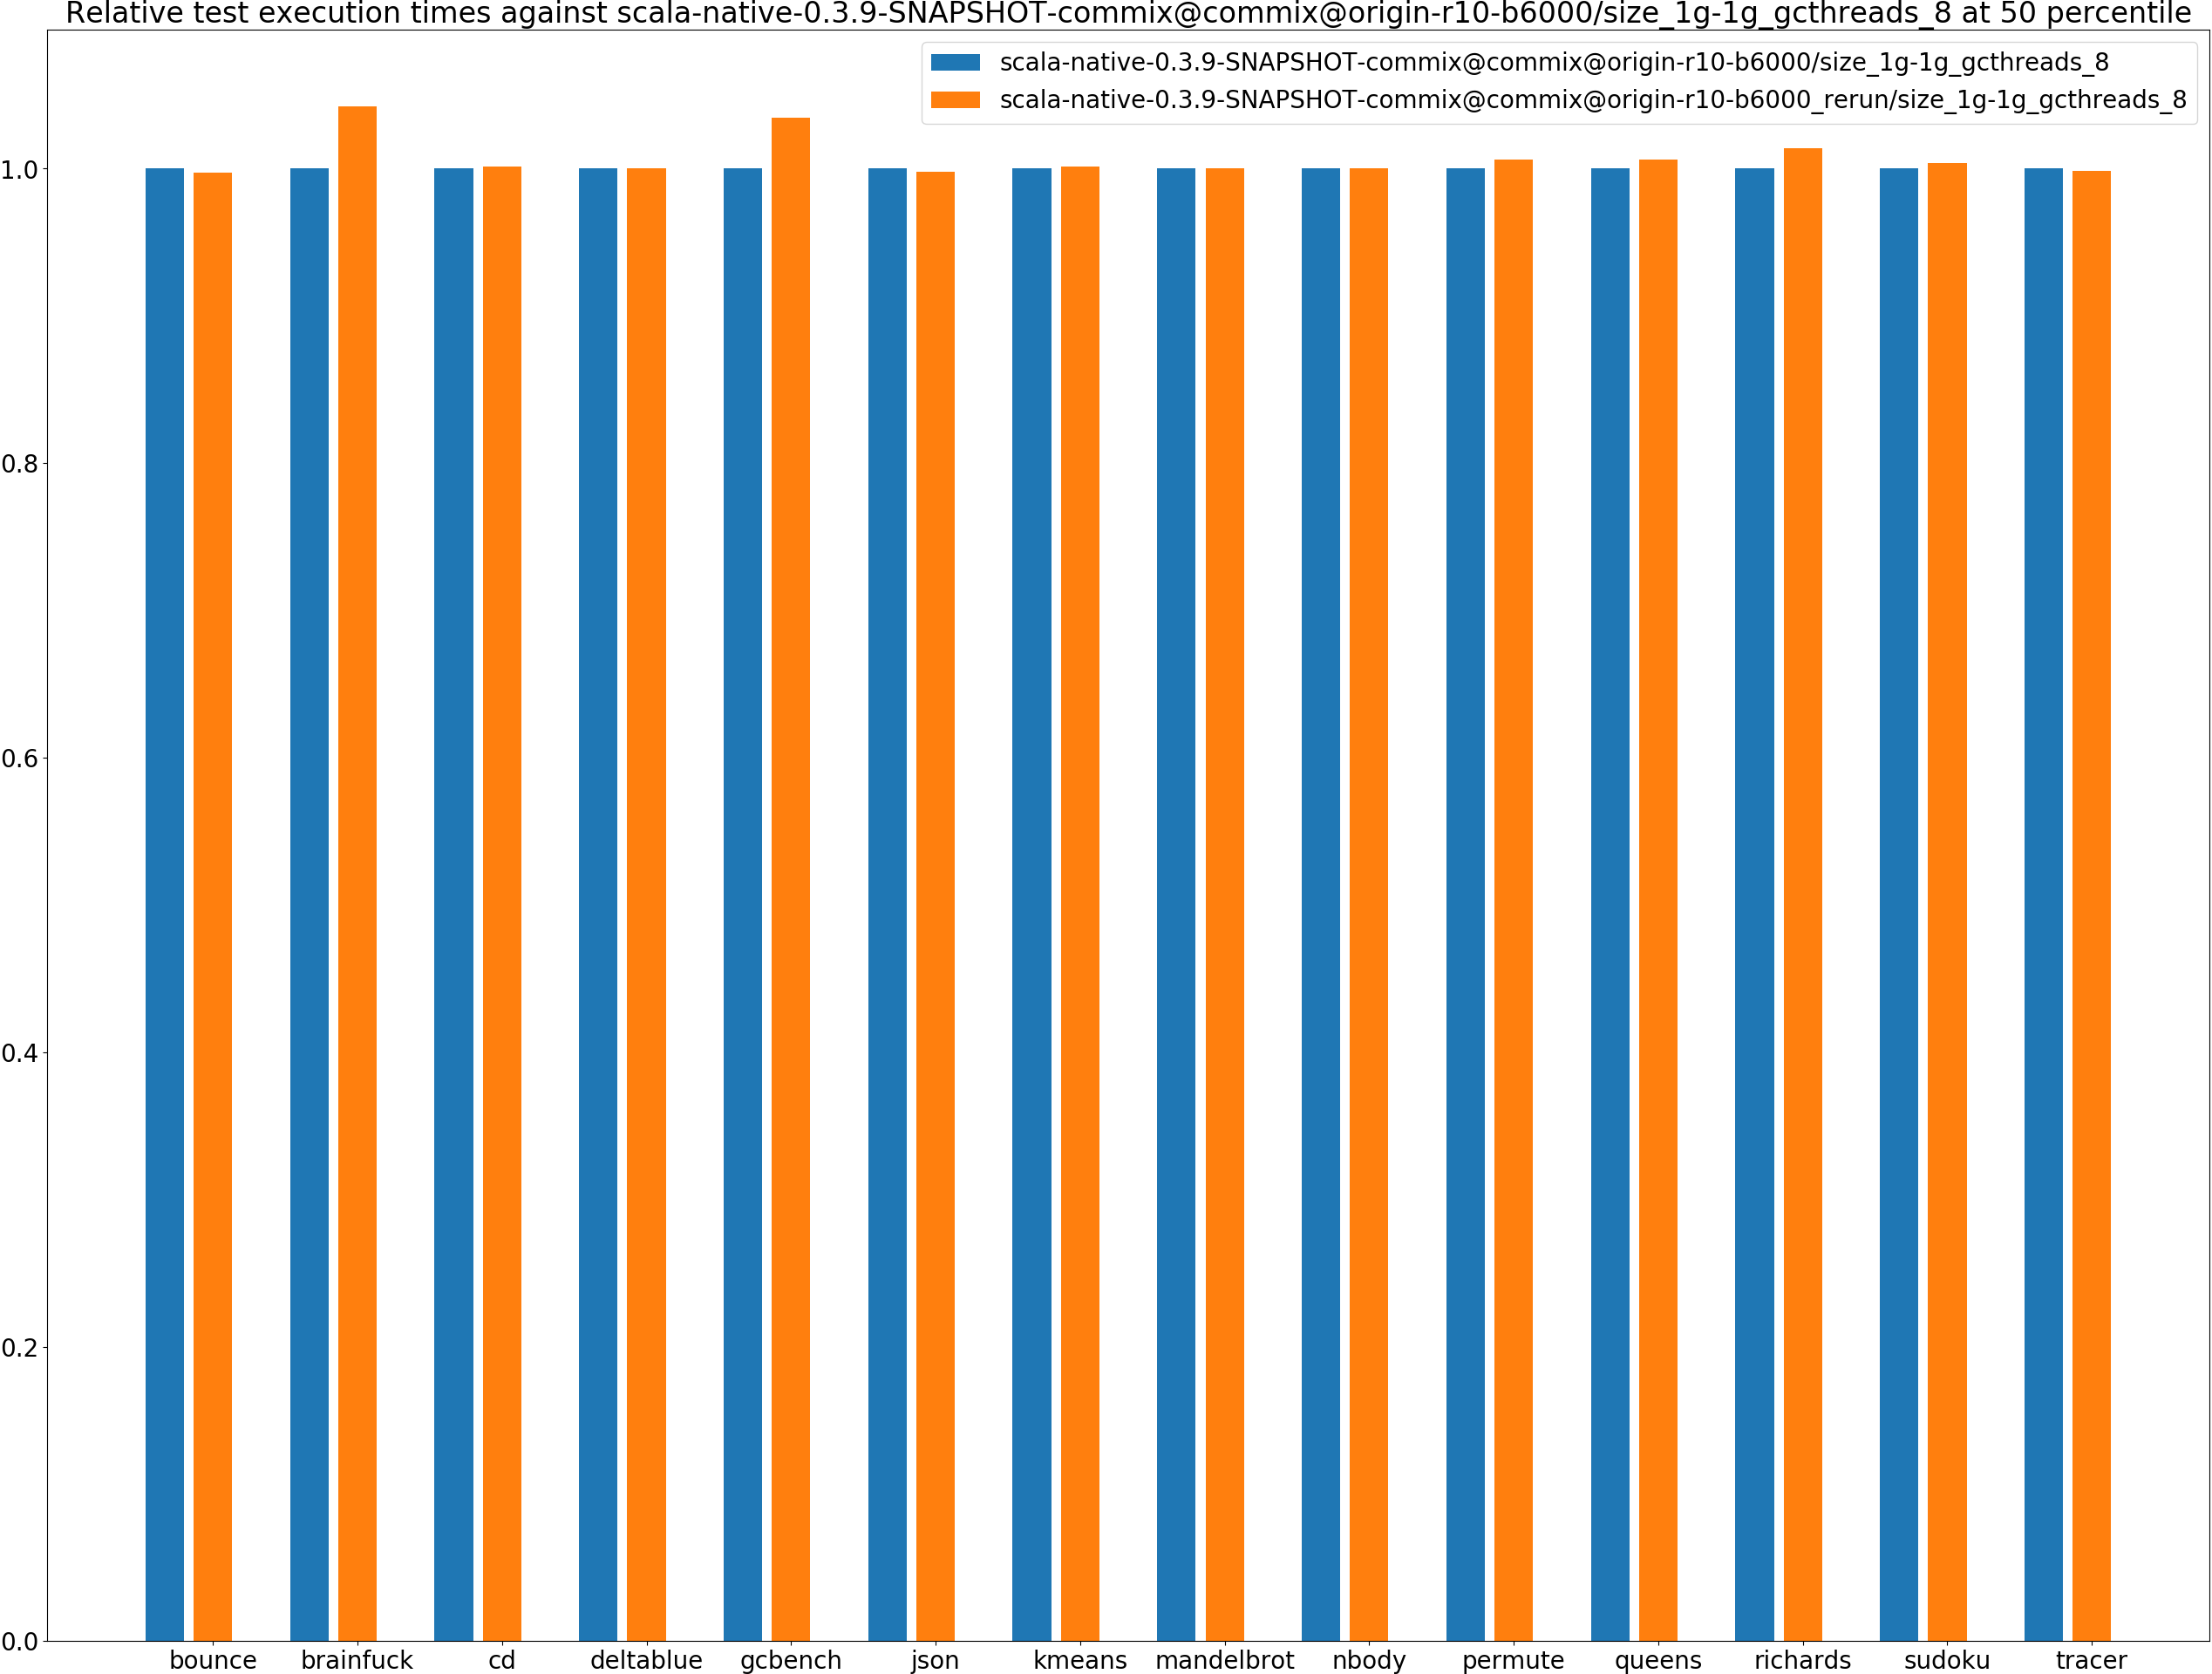 Relative test execution times against scala-native-0.3.9-SNAPSHOT-commix@commix@origin-r10-b6000/size_1g-1g_gcthreads_8 at 50 percentile
scala-native-0.3.9-SNAPSHOT-commix@commix@origin-r10-b6000/size_1g-1g_gcthreads_8
scala-native-0.3.9-SNAPSHOT-commix@commix@origin-r10-b6000_rerun/size_1g-1g_gcthreads_8
1.0
0.8
0.6
0.4
0.2
0.0
bounce brainfuck cd deltablue gcbench json kmeans mandelbrot nbody permute queens richards sudoku tracer